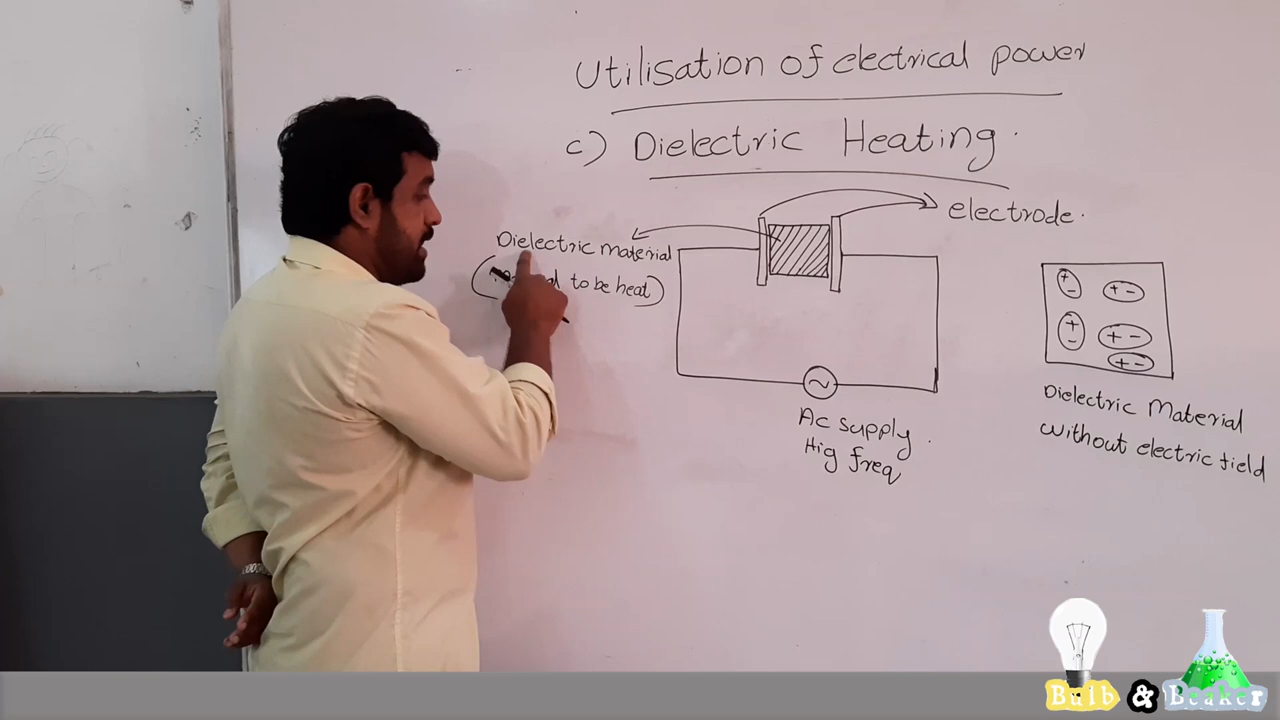 Utilisation of electrical power
c) Dielectric Heating.
electrode.
Dielectric material
to be heat)
+ - + -
+ - + -
+ -
Ac supply.
Hig freq
Dielectric Material
without electric field
Bulb & Beaker